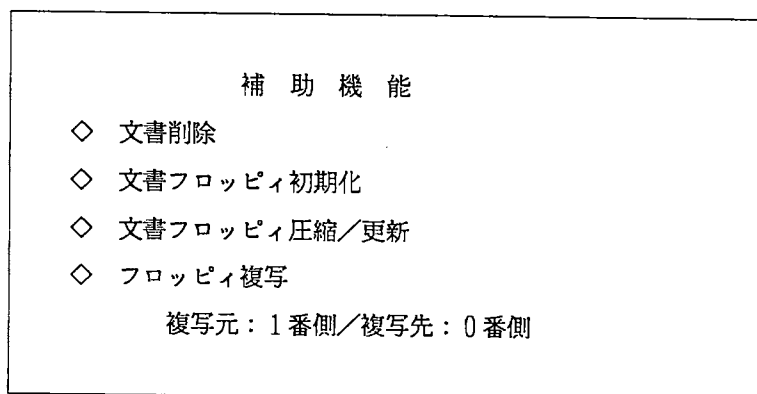 補 助 機 能
◇ 文書削除
◇ 文書フロッピィ初期化
◇ 文書フロッピィ圧縮／更新
◇ フロッピィ複写
複写元：1番側／複写先：0番側